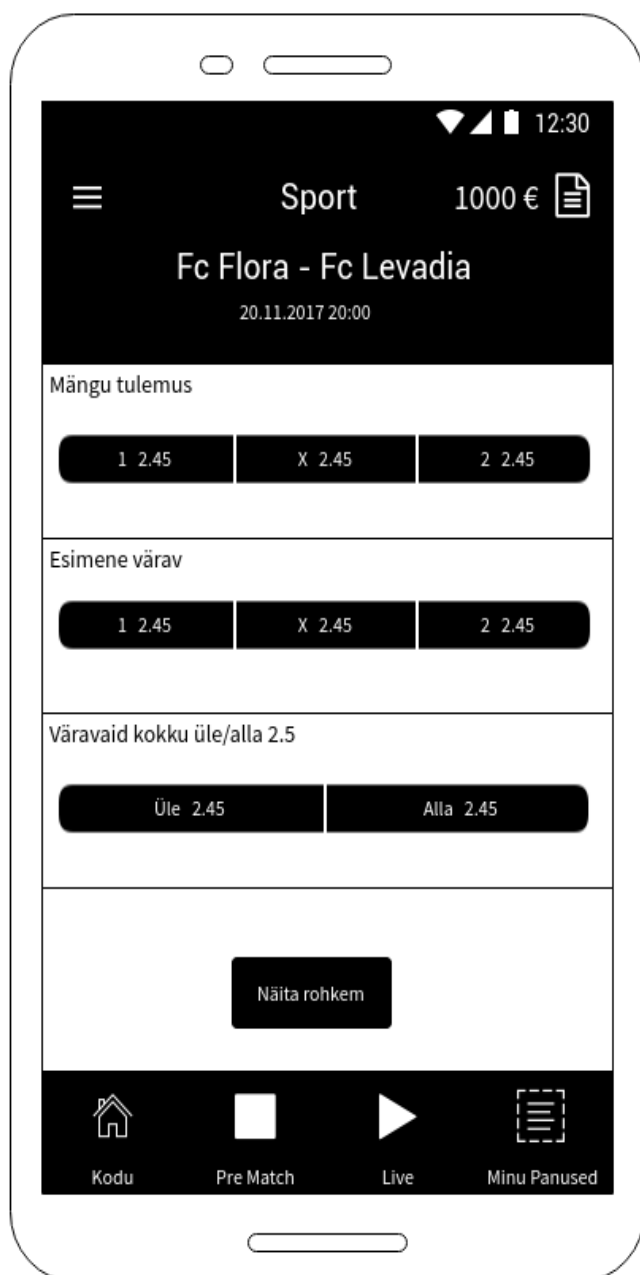 12:30
Sport 1000 €
Fc Flora - Fc Levadia
20.11.2017 20:00
Mängu tulemus
1 2.45 X 2.45 2 2.45
Esimene värav
1 2.45 X 2.45 2 2.45
Väravaid kokku üle/alla 2.5
Üle 2.45 Alla 2.45
Näita rohkem
Kodu Pre Match Live Minu Panused